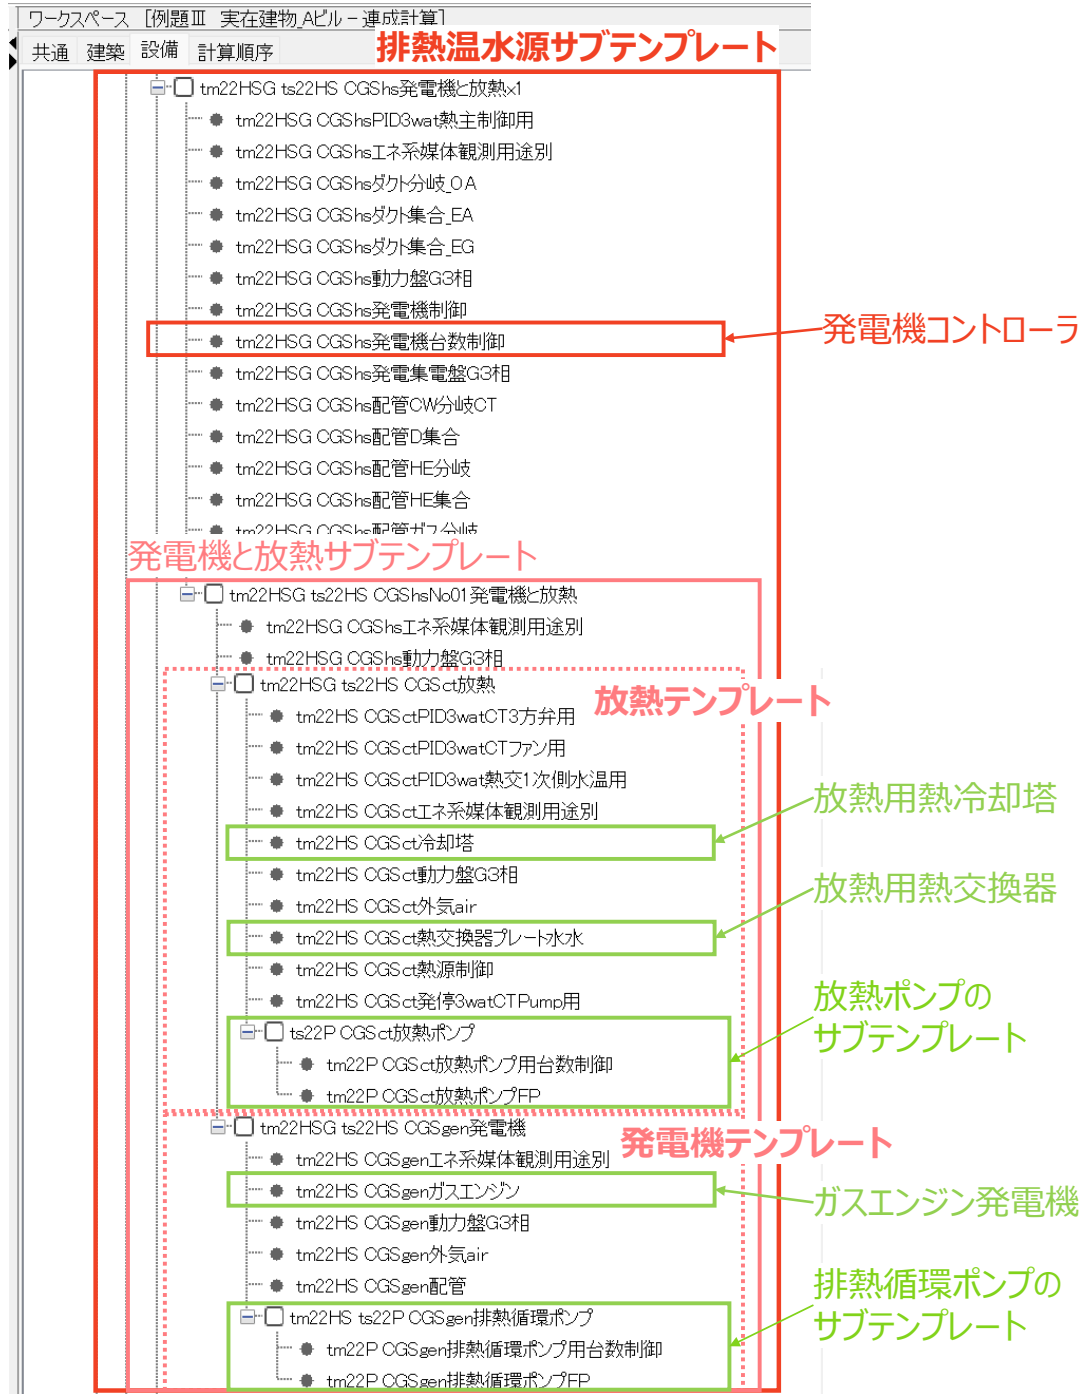 ワークスペース [例題Ⅲ 実在建物_Aビル－連成計算]
共通 建築 設備 計算順序
排熱温水源サブテンプレート
tm22HSG ts22HS CGShs発電機と放熱×1
tm22HSG CGShsPID3wat熱主制御用
tm22HSG CGShsエネ系媒体観測用途別
tm22HSG CGShsダクト分岐_OA
tm22HSG CGShsダクト集合_EA
tm22HSG CGShsダクト集合_EG
tm22HSG CGShs動力盤G3相
tm22HSG CGShs発電機制御
tm22HSG CGShs発電機台数制御
発電機コントローラ
tm22HSG CGShs発電集電盤G3相
tm22HSG CGShs配管CW分岐CT
tm22HSG CGShs配管D集合
tm22HSG CGShs配管HE分岐
tm22HSG CGShs配管HE集合
tm22HSG CGShs配管ガス分岐
発電機と放熱サブテンプレート
tm22HSG ts22HS CGShsNo01発電機と放熱
tm22HSG CGShsエネ系媒体観測用途別
tm22HSG CGShs動力盤G3相
tm22HSG ts22HS CGSct放熱
放熱テンプレート
tm22HS CGSctPID3watCT3方弁用
tm22HS CGSctPID3watCTファン用
tm22HS CGSctPID3wat熱交1次側水温用
tm22HS CGSctエネ系媒体観測用途別
放熱用熱冷却塔
tm22HS CGSct冷却塔
tm22HS CGSct動力盤G3相
放熱用熱交換器
tm22HS CGSct外気air
tm22HS CGSct熱交換器プレート水水
tm22HS CGSct熱源制御
tm22HS CGSct発停3watCTPump用
放熱ポンプの
サブテンプレート
ts22P CGSct放熱ポンプ
tm22P CGSct放熱ポンプ用台数制御
tm22P CGSct放熱ポンプFP
tm22HSG ts22HS CGSgen発電機
発電機テンプレート
tm22HS CGSgenエネ系媒体観測用途別
tm22HS CGSgenガスエンジン
ガスエンジン発電機
tm22HS CGSgen動力盤G3相
tm22HS CGSgen外気air
tm22HS CGSgen配管
排熱循環ポンプの
サブテンプレート
tm22HS ts22P CGSgen排熱循環ポンプ
tm22P CGSgen排熱循環ポンプ用台数制御
tm22P CGSgen排熱循環ポンプFP